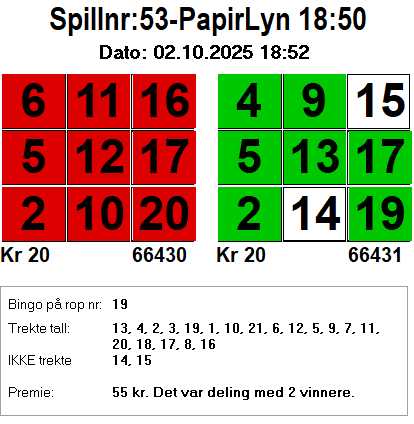 Spillnr:53-PapirLyn 18:50
Dato: 02.10.2025 18:52
6 11 16 4 9 15
5 12 17 5 13 17
2 10 20 2 14 19
Kr 20 66430 Kr 20 66431
Bingo på rop nr: 19
Trekte tall: 13, 4, 2, 3, 19, 1, 10, 21, 6, 12, 5, 9, 7, 11,
20, 18, 17, 8, 16
IKKE trekte 14, 15
Premie: 55 kr. Det var deling med 2 vinnere.